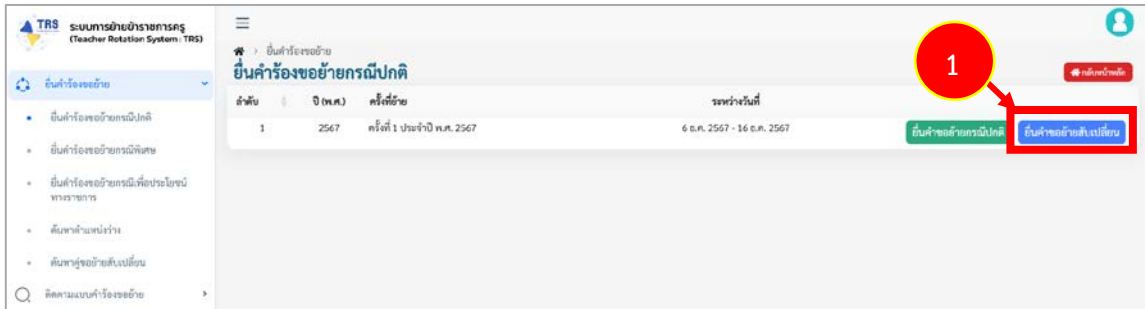 TRS ระบบการย้ายข้าราชการครู
(Teacher Rotation System : TRS)
ยื่นคำร้องขอย้าย
ยื่นคำร้องขอย้ายกรณีปกติ
ยื่นคำร้องขอย้ายกรณีพิเศษ
ยื่นคำร้องขอย้ายกรณีเพื่อประโยชน์
ทางราชการ
ค้นหาตำแหน่งว่าง
ค้นหาคู่ขอย้ายสับเปลี่ยน
ติดตามแบบคำร้องขอย้าย
ยื่นคำร้องขอย้าย
ยื่นคำร้องขอย้ายกรณีปกติ
กลับหน้าหลัก
1
ลำดับ ปี (พ.ศ.) ครั้งที่ย้าย ระหว่างวันที่
1 2567 ครั้งที่ 1 ประจำปี พ.ศ. 2567 6 ธ.ค. 2567 - 16 ธ.ค. 2567 ยื่นคำขอย้ายกรณีปกติ ยื่นคำขอย้ายสับเปลี่ยน